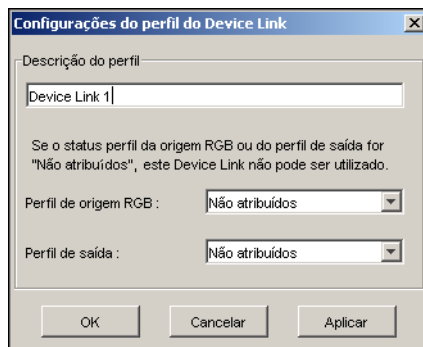 Configurações do perfil do Device Link
Descrição do perfil
Device Link 1
Se o status perfil da origem RGB ou do perfil de saída for
"Não atribuídos", este Device Link não pode ser utilizado.
Perfil de origem RGB : Não atribuídos
Perfil de saída : Não atribuídos
OK Cancelar Aplicar